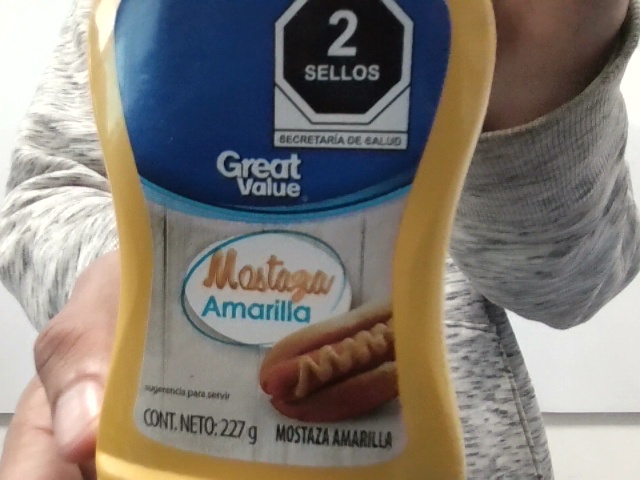 2
SELLOS
SECRETARÍA DE SALUD
Great
Value
Mostaza
Amarilla
sugerencia para servir
CONT. NETO: 227 g
MOSTAZA AMARILLA